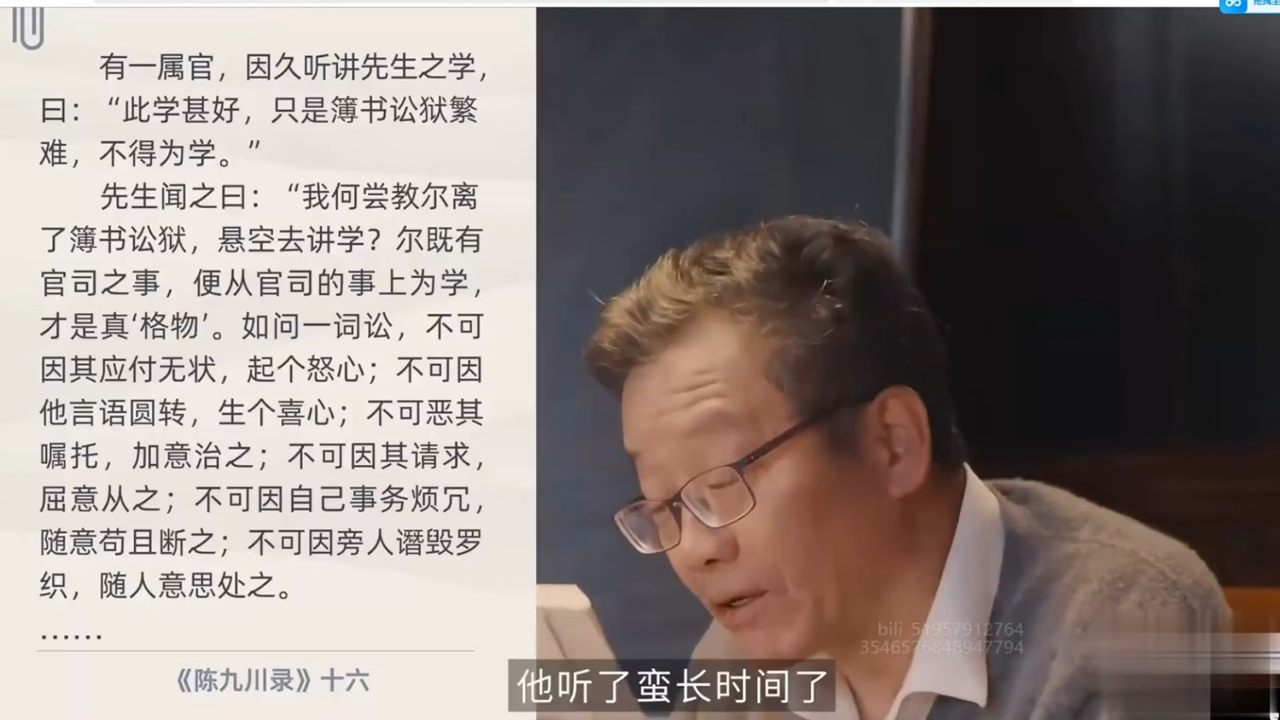 有一属官，因久听讲先生之学，
曰：“此学甚好，只是簿书讼狱繁
难，不得为学。”
先生闻之曰：“我何尝教尔离
了簿书讼狱，悬空去讲学？尔既有
官司之事，便从官司的事上为学，
才是真‘格物’。如问一词讼，不可
因其应付无状，起个怒心；不可因
他言语圆转，生个喜心；不可恶其
嘱托，加意治之；不可因其请求，
屈意从之；不可因自己事务烦冗，
随意苟且断之；不可因旁人谮毁罗
织，随人意思处之。
……
《陈九川录》十六
bili 51957912764
3546576848947794
他听了蛮长时间了